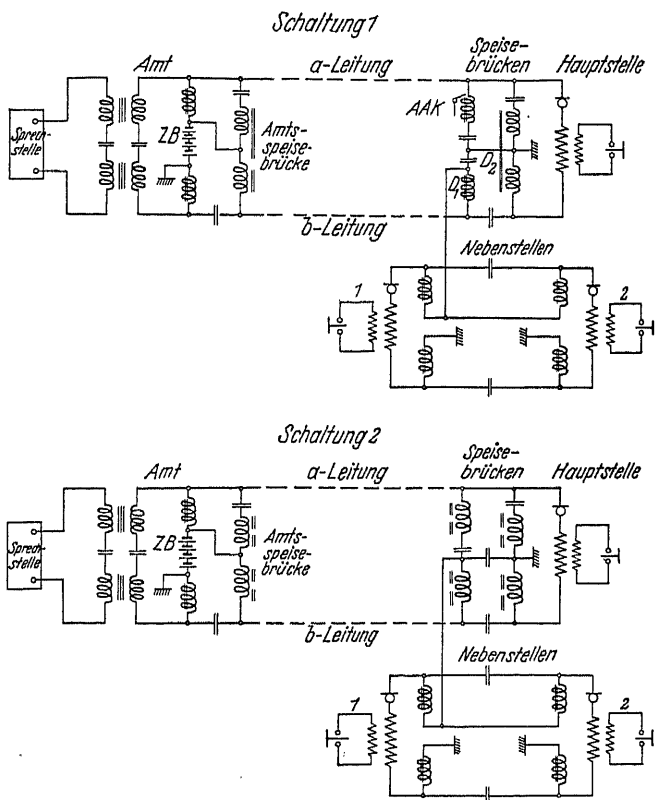 Schaltung 1
Amt
a-Leitung
Speise-
brücken
Hauptstelle
Sprech-
stelle
ZB
Amts-
speise-
brücke
AAK
D2
D1
b-Leitung
Nebenstellen
1
2
Schaltung 2
Amt
a-Leitung
Speise-
brücken
Hauptstelle
Sprech-
stelle
ZB
Amts-
speise-
brücke
b-Leitung
Nebenstellen
1
2